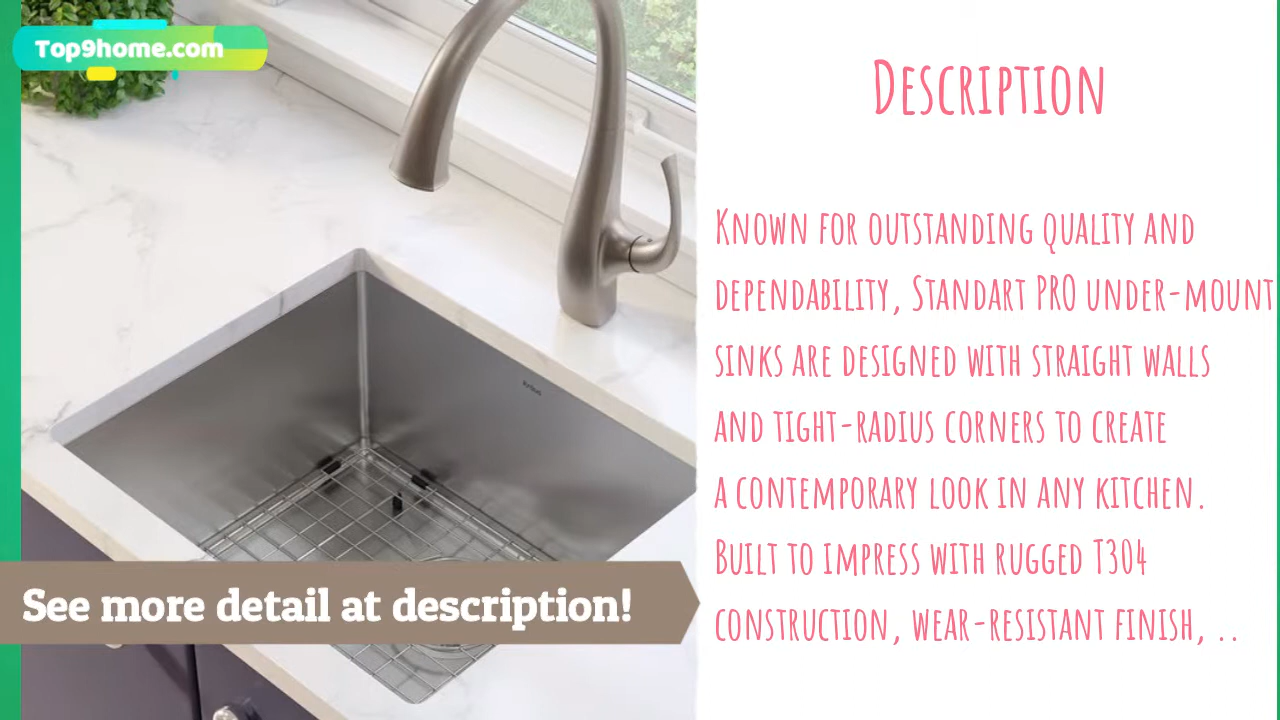 Top9home.com
Description
Known for outstanding quality and
dependability, Standart PRO under-mount
sinks are designed with straight walls
and tight-radius corners to create
a contemporary look in any kitchen.
Built to impress with rugged T304
construction, wear-resistant finish, ..
Kraus
See more detail at description!